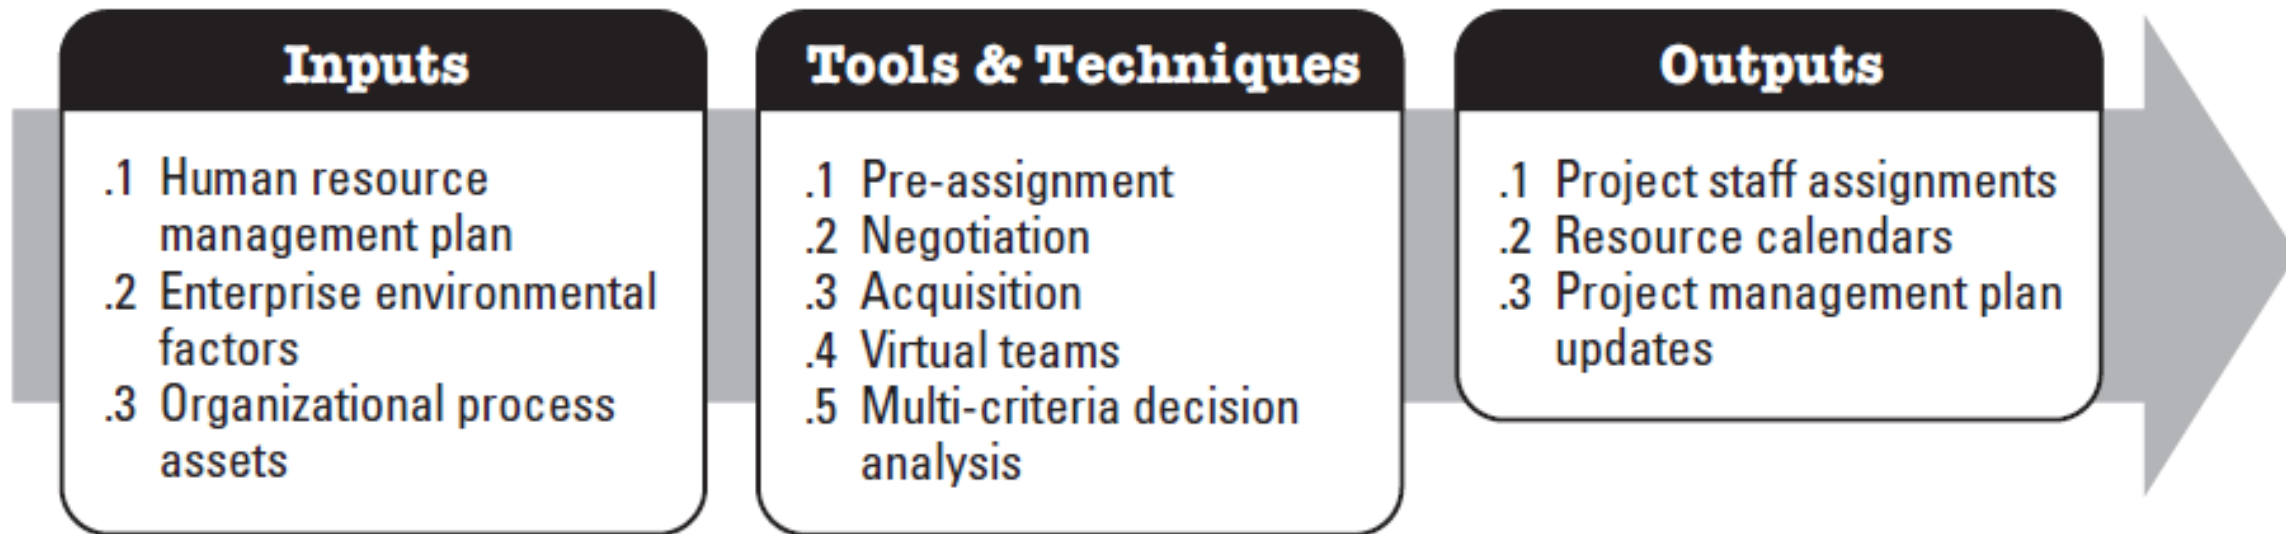 Inputs
.1 Human resource
management plan
.2 Enterprise environmental
factors
.3 Organizational process
assets
Tools & Techniques
.1 Pre-assignment
.2 Negotiation
.3 Acquisition
.4 Virtual teams
.5 Multi-criteria decision
analysis
Outputs
.1 Project staff assignments
.2 Resource calendars
.3 Project management plan
updates